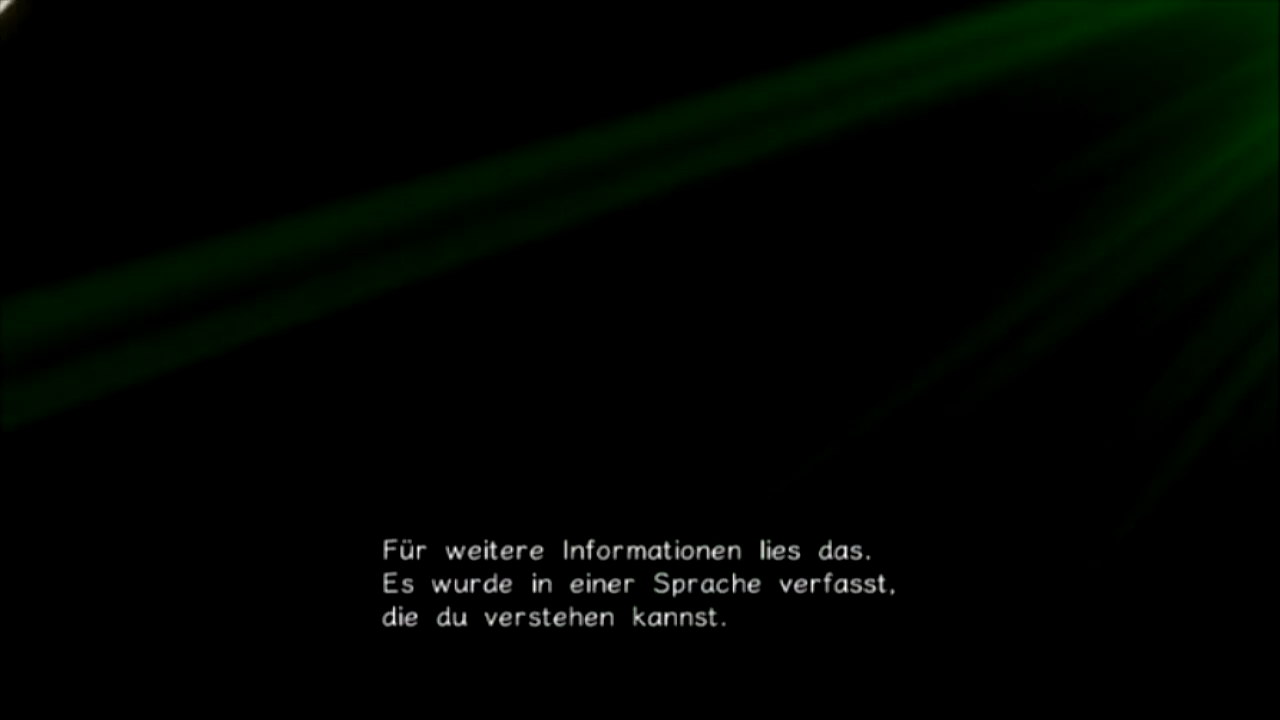 Für weitere Informationen lies das.
Es wurde in einer Sprache verfasst,
die du verstehen kannst.